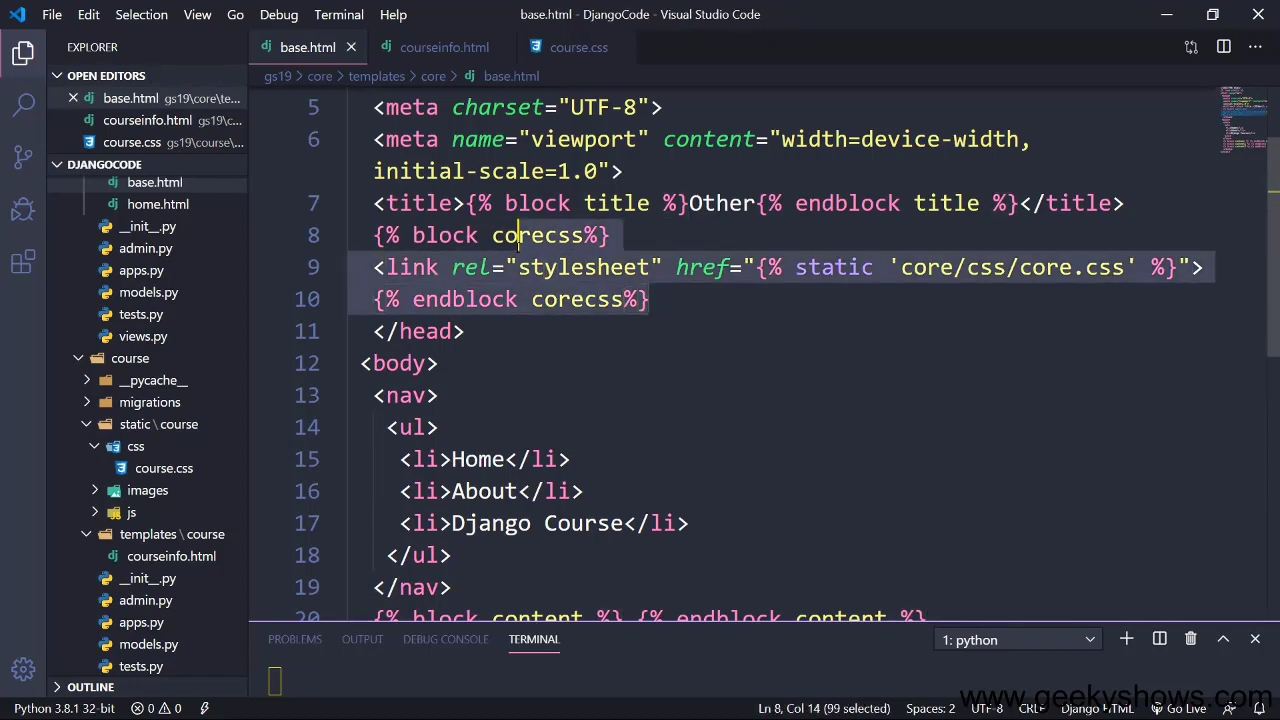 File Edit Selection View Go Debug Terminal Help base.html - DjangoCode - Visual Studio Code
EXPLORER base.html courseinfo.html course.css
OPEN EDITORS gs19 > core > templates > core > base.html
base.html gs19\core\te...
courseinfo.html gs19\c...
course.css gs19\course\...
DJANGOCODE
base.html
home.html
__init__.py
admin.py
apps.py
models.py
tests.py
views.py
course
__pycache__
migrations
static \ course
css
course.css
images
js
templates \ course
courseinfo.html
__init__.py
admin.py
apps.py
models.py
tests.py
OUTLINE
5 <meta charset="UTF-8">
6 <meta name="viewport" content="width=device-width,
initial-scale=1.0">
7 <title>{% block title %}Other{% endblock title %}</title>
8 {% block corecss%}
9 <link rel="stylesheet" href="{% static 'core/css/core.css' %}">
10 {% endblock corecss%}
11 </head>
12 <body>
13 <nav>
14 <ul>
15 <li>Home</li>
16 <li>About</li>
17 <li>Django Course</li>
18 </ul>
19 </nav>
20 {% block content %} {% endblock content %}
PROBLEMS OUTPUT DEBUG CONSOLE TERMINAL 1: python
www.geekyshows.com
Python 3.8.1 32-bit 0 0 Ln 8, Col 14 (99 selected) Spaces: 2 UTF-8 CRLF Django HTML Go Live